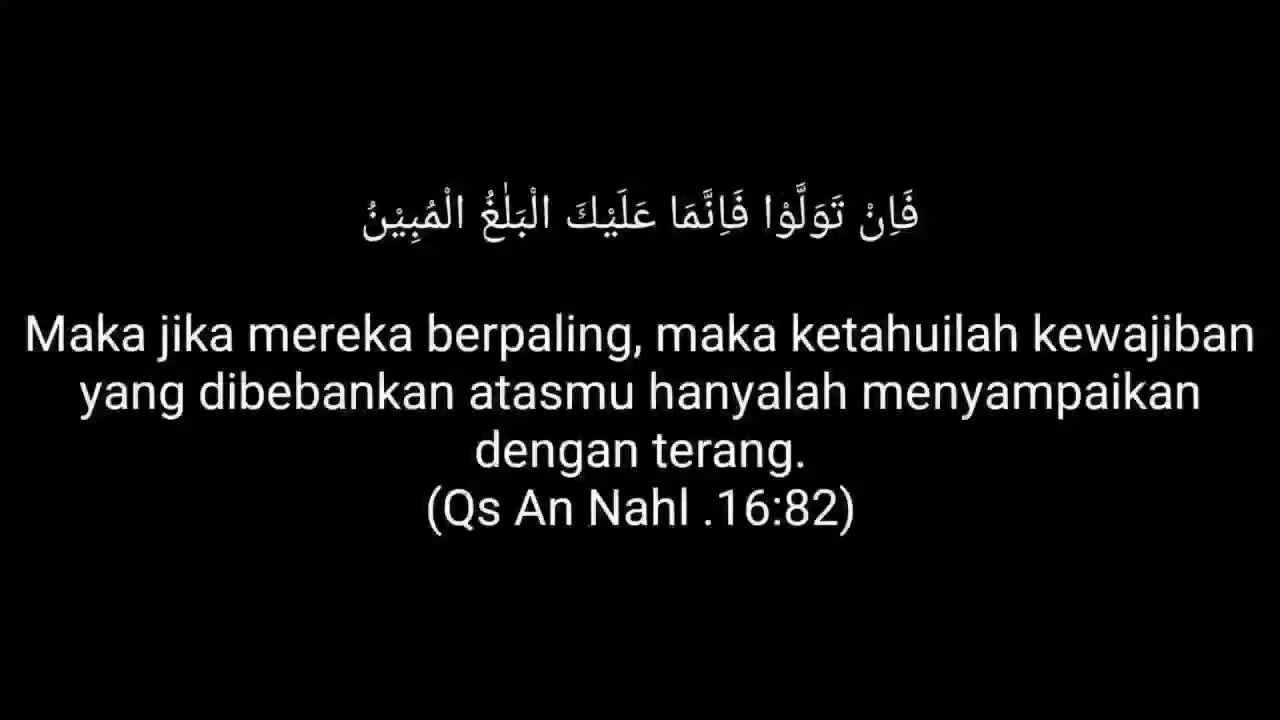 فَاِنْ تَوَلَّوْا فَاِنَّمَا عَلَيْكَ الْبَلٰغُ الْمُبِيْنُ
Maka jika mereka berpaling, maka ketahuilah kewajiban
yang dibebankan atasmu hanyalah menyampaikan
dengan terang.
(Qs An Nahl .16:82)